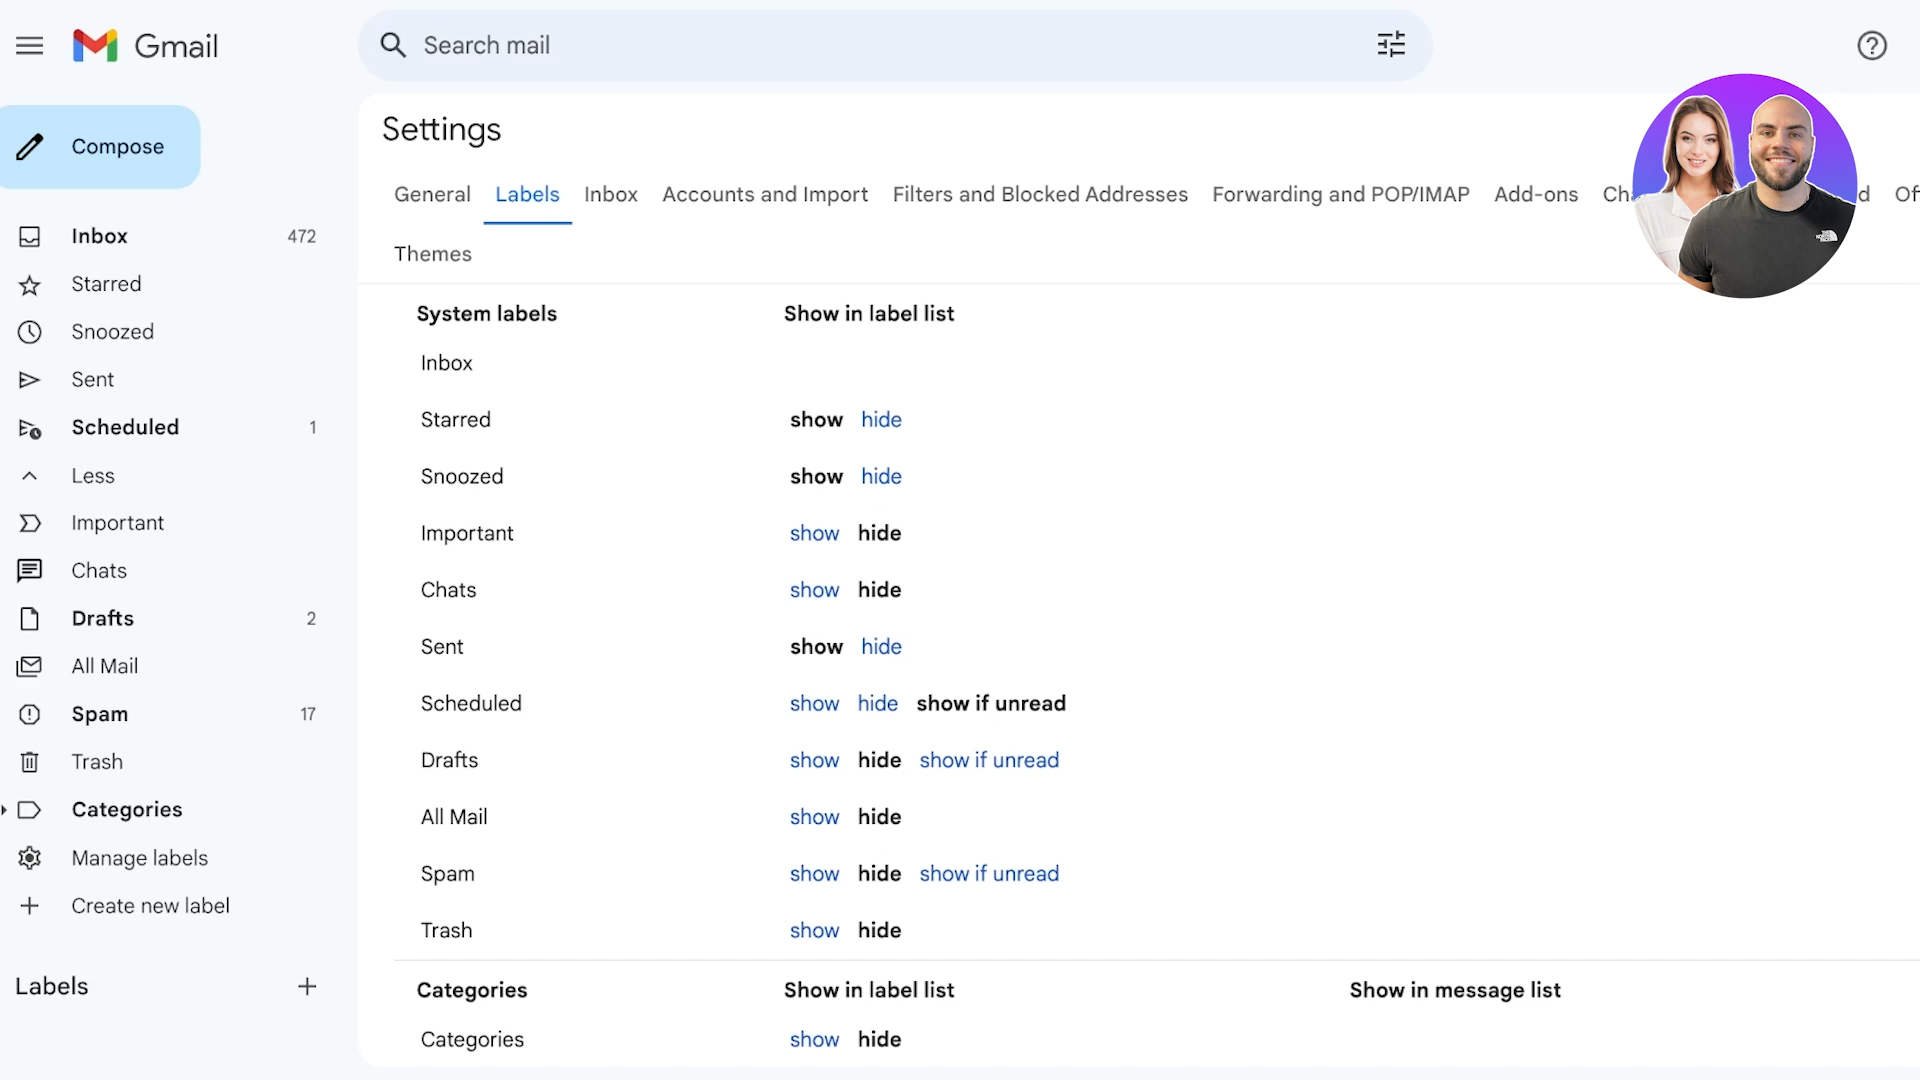 Gmail
Search mail
Compose
Inbox 472
Starred
Snoozed
Sent
Scheduled 1
Less
Important
Chats
Drafts 2
All Mail
Spam 17
Trash
Categories
Manage labels
Create new label
Labels
Settings
General Labels Inbox Accounts and Import Filters and Blocked Addresses Forwarding and POP/IMAP Add-ons
Themes
System labels Show in label list
Inbox
Starred show hide
Snoozed show hide
Important show hide
Chats show hide
Sent show hide
Scheduled show hide show if unread
Drafts show hide show if unread
All Mail show hide
Spam show hide show if unread
Trash show hide
Categories Show in label list Show in message list
Categories show hide